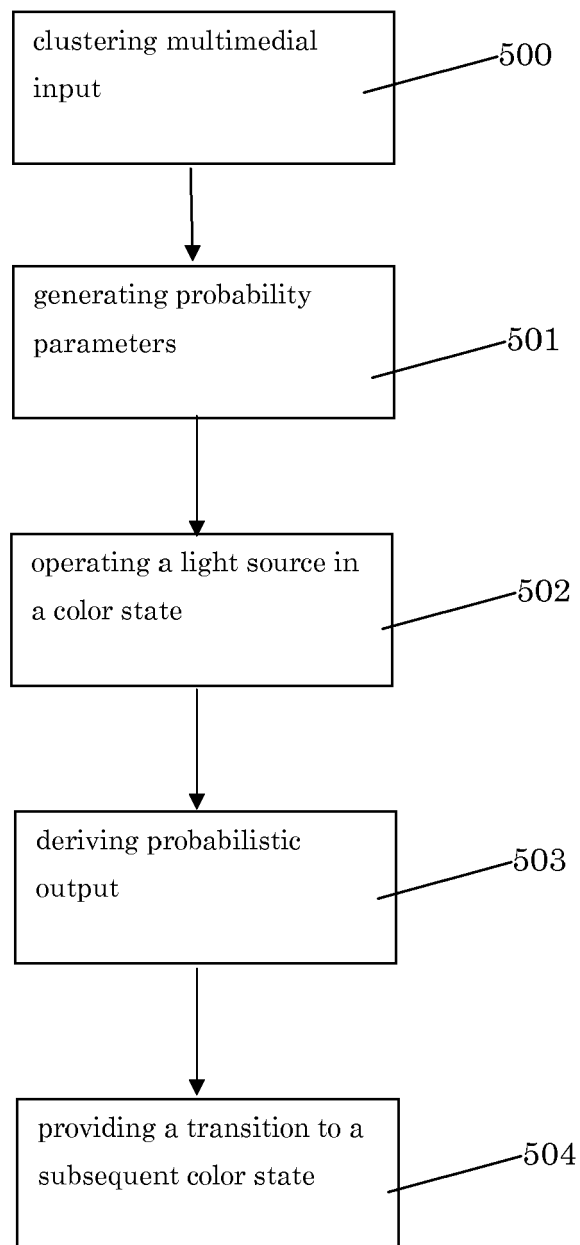 clustering multimedial
input
500
generating probability
parameters
501
operating a light source in
a color state
502
deriving probabilistic
output
503
providing a transition to a
subsequent color state
504